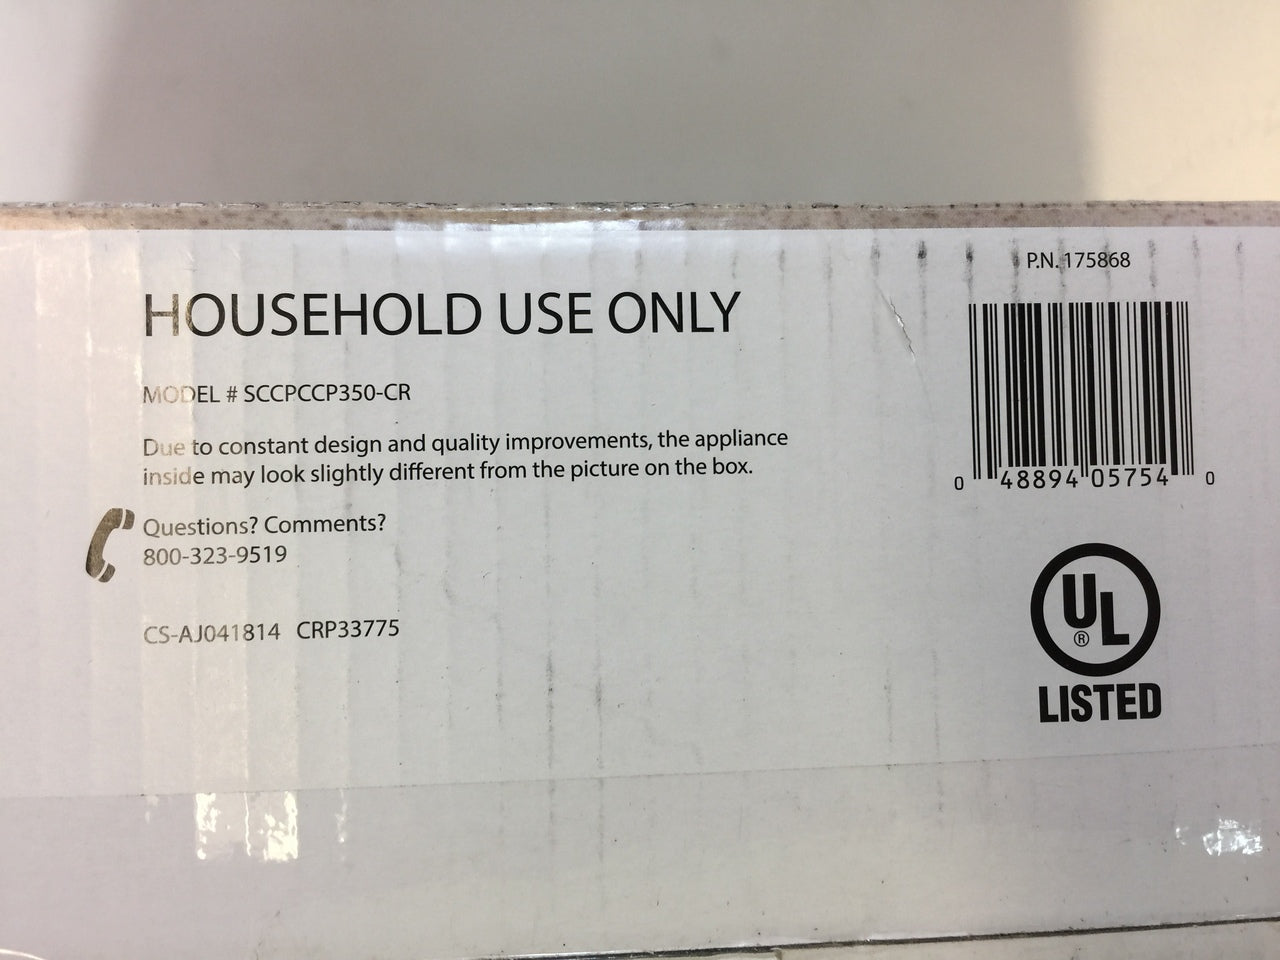 P.N. 175868
HOUSEHOLD USE ONLY
MODEL # SCCPCCP350-CR
Due to constant design and quality improvements, the appliance
inside may look slightly different from the picture on the box.
Questions? Comments?
800-323-9519
CS-AJ041814 CRP33775
0 48894 05754 0
UL
®
LISTED